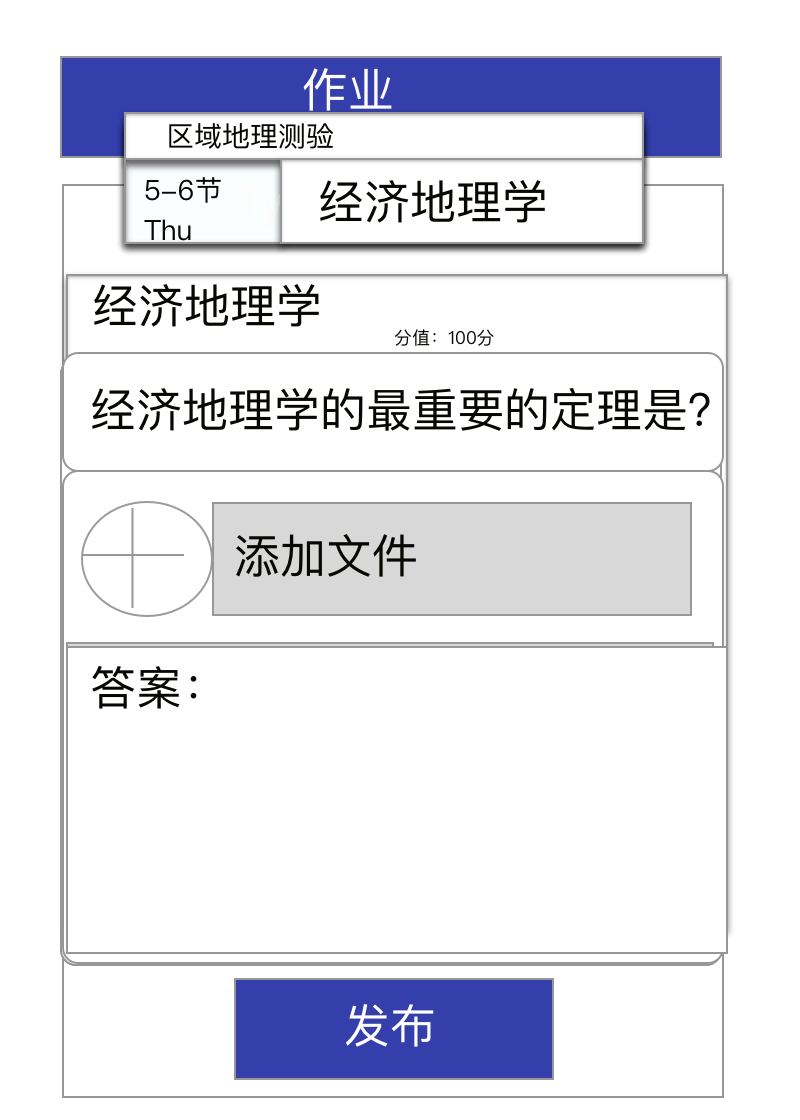 作业
区域地理测验
5-6节
Thu
经济地理学
经济地理学
分值：100分
经济地理学的最重要的定理是?
添加文件
答案：
发布